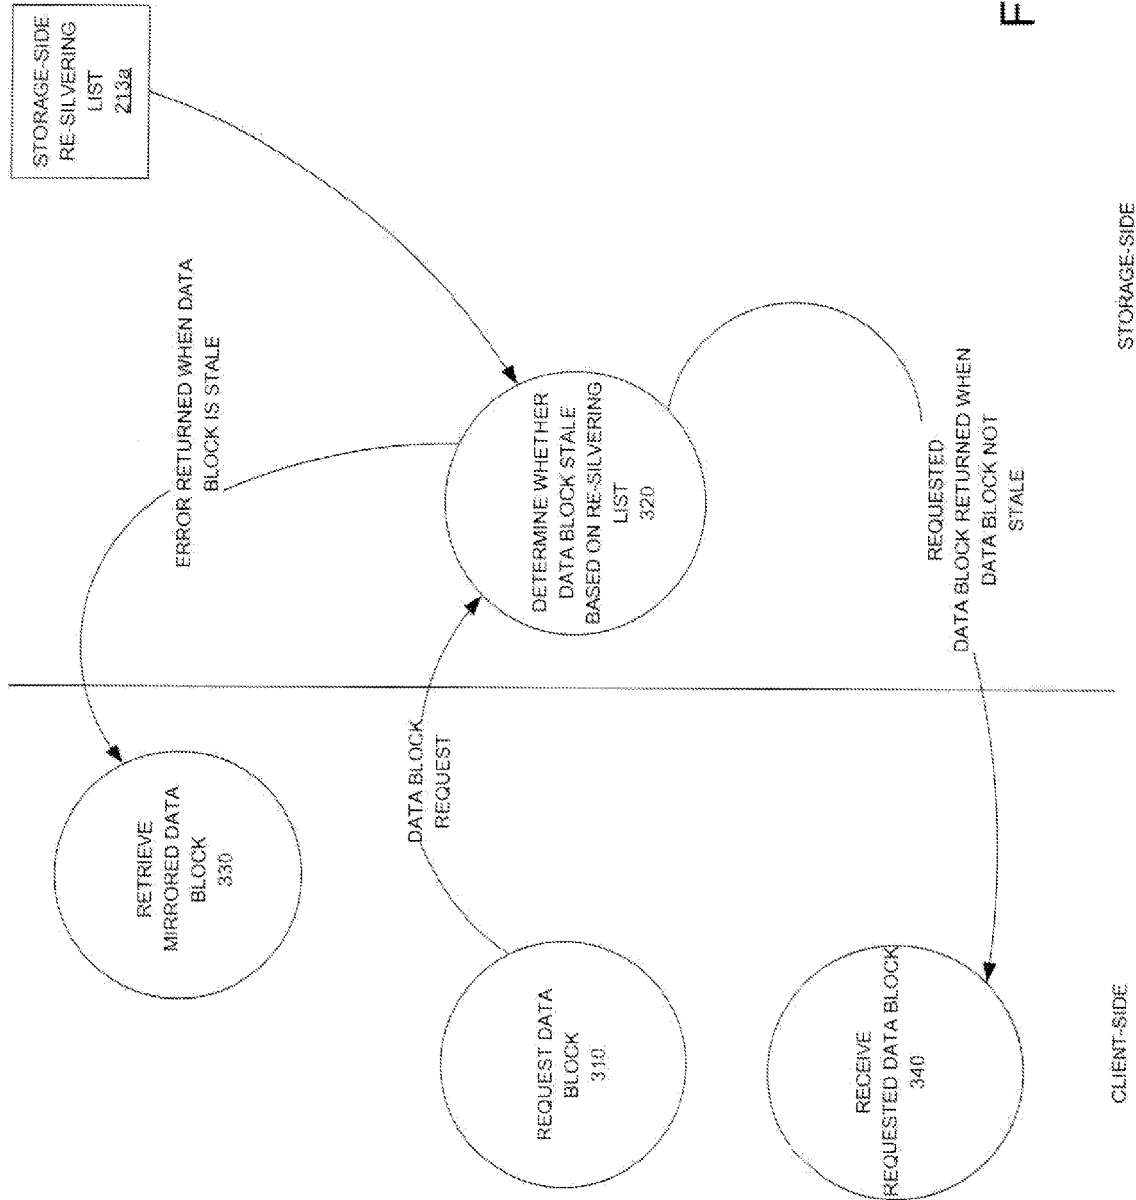 STORAGE-SIDE
RE-SILVERING
LIST
213a
ERROR RETURNED WHEN DATA
BLOCK IS STALE
RETRIEVE
MIRRORED DATA
BLOCK
330
DATA BLOCK
REQUEST
DETERMINE WHETHER
DATA BLOCK STALE
BASED ON RE-SILVERING
LIST
320
REQUEST DATA
BLOCK
310
REQUESTED
DATA BLOCK RETURNED WHEN
DATA BLOCK NOT
STALE
RECEIVE
REQUESTED DATA BLOCK
340
CLIENT-SIDE
STORAGE-SIDE
F